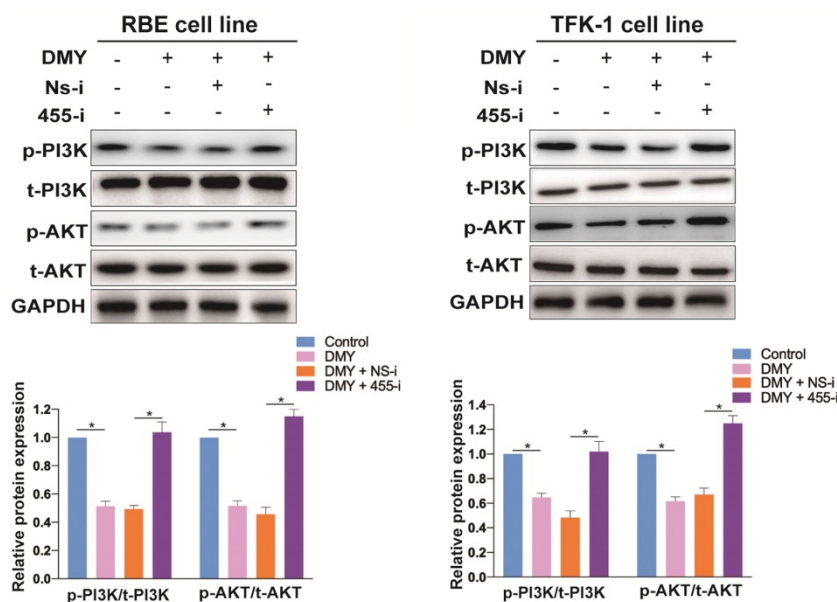 RBE cell line
DMY - + + +
Ns-i - - + -
455-i - - - +
p-PI3K
t-PI3K
p-AKT
t-AKT
GAPDH
Control
DMY
DMY + NS-i
DMY + 455-i
Relative protein expression
1.2
1.0
0.8
0.6
0.4
0.2
0.0
* * * *
p-PI3K/t-PI3K p-AKT/t-AKT
TFK-1 cell line
DMY - + + +
Ns-i - - + -
455-i - - - +
p-PI3K
t-PI3K
p-AKT
t-AKT
GAPDH
Control
DMY
DMY + NS-i
DMY + 455-i
Relative protein expression
1.4
1.2
1.0
0.8
0.6
0.4
0.2
0.0
* * * *
p-PI3K/t-PI3K p-AKT/t-AKT